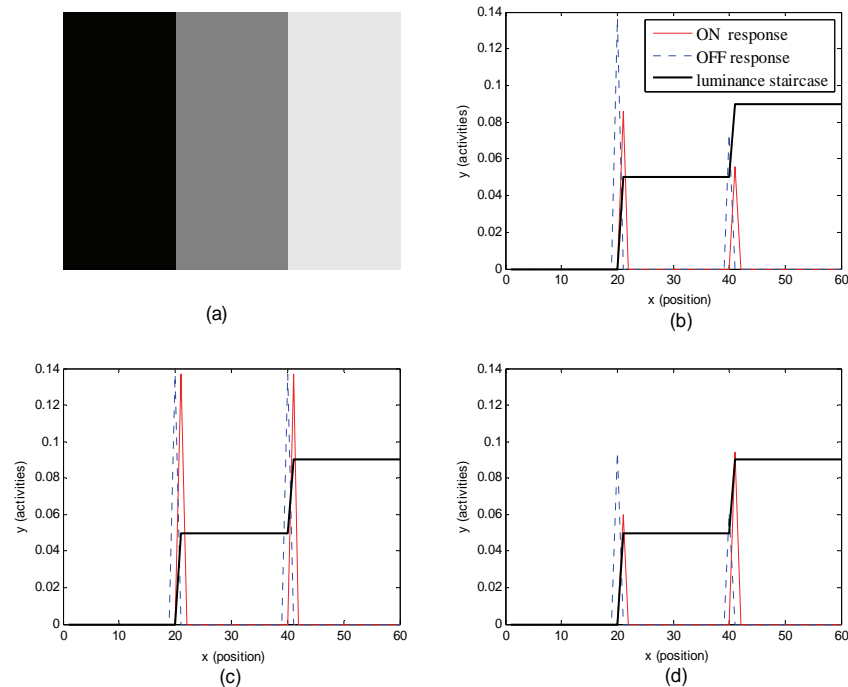 (a)
0.14
0.12
0.1
0.08
0.06
0.04
0.02
0
y (activities)
ON response
OFF response
luminance staircase
0 10 20 30 40 50 60
x (position)
(b)
0.14
0.12
0.1
0.08
0.06
0.04
0.02
0
y (activities)
0 10 20 30 40 50 60
x (position)
(c)
0.14
0.12
0.1
0.08
0.06
0.04
0.02
0
y (activities)
0 10 20 30 40 50 60
x (position)
(d)